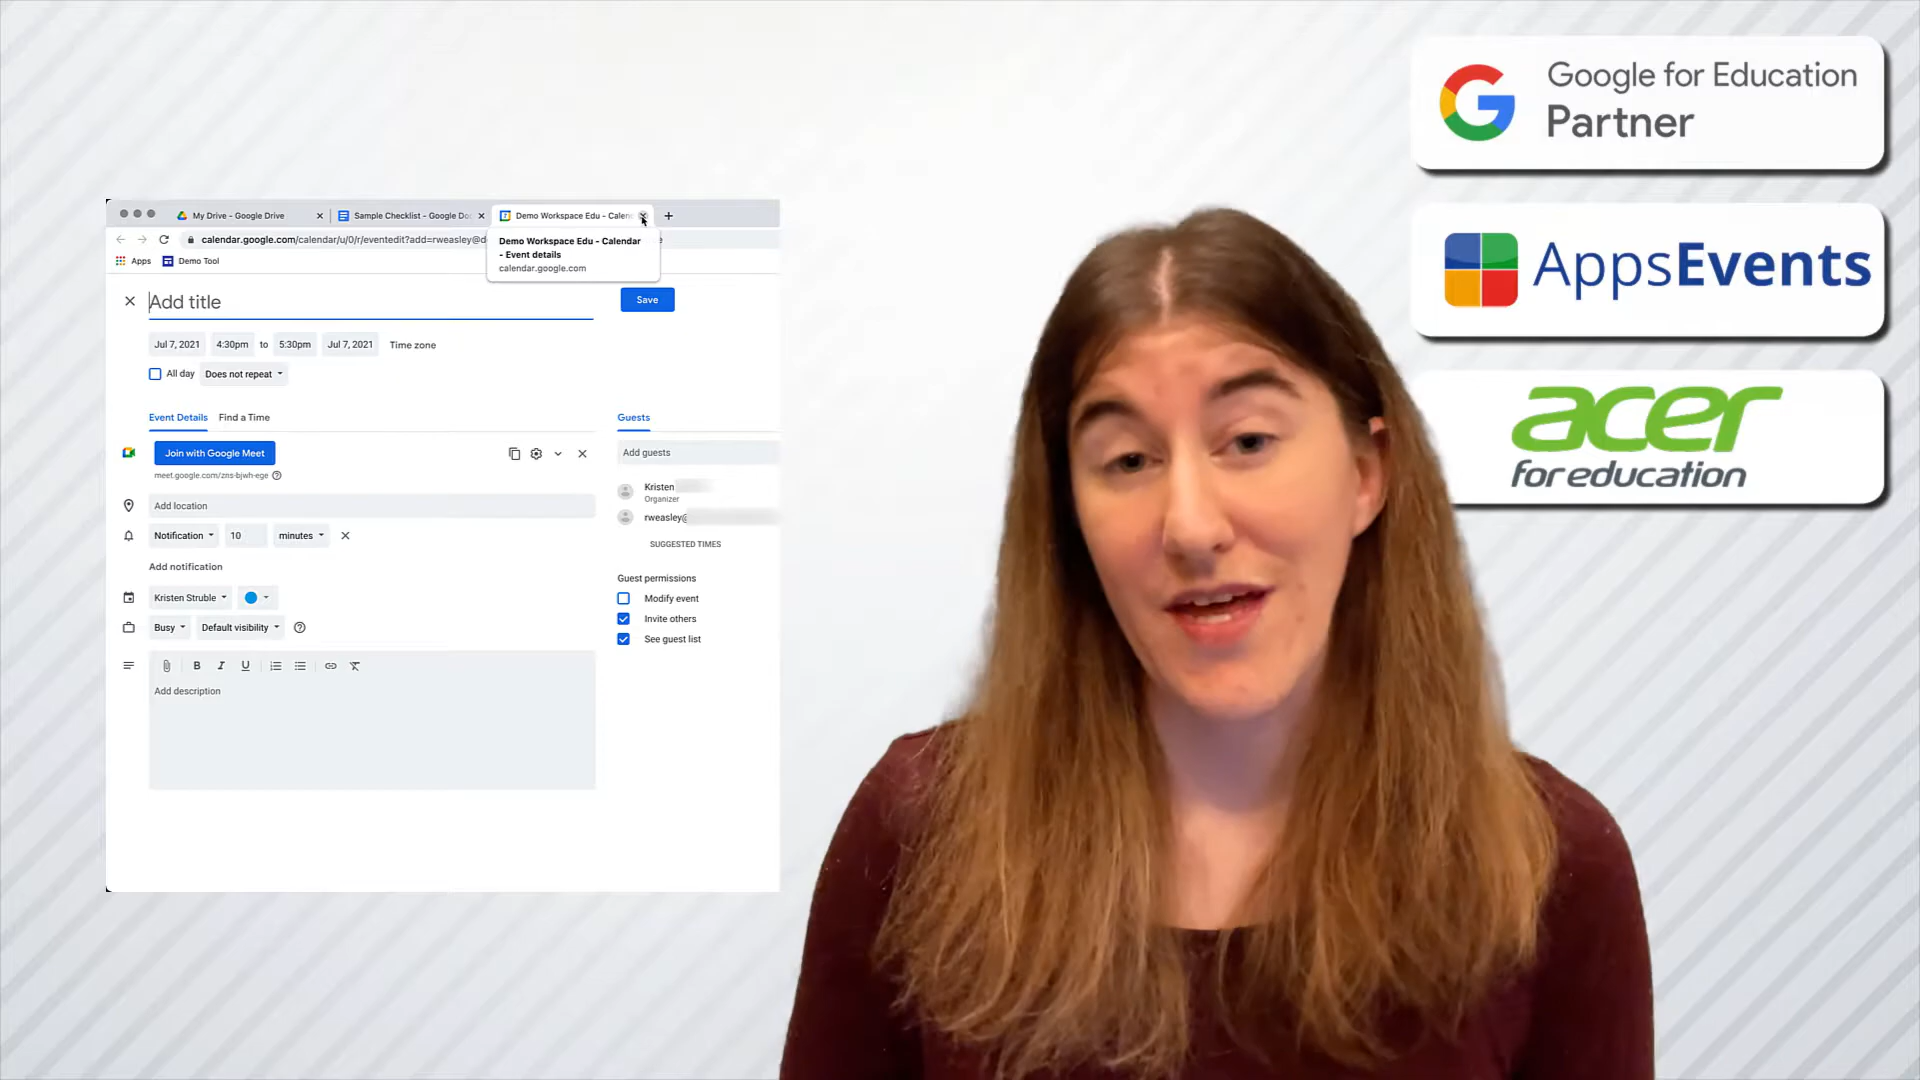 My Drive - Google Drive
Sample Checklist - Google Do
Demo Workspace Edu - Calen
calendar.google.com/calendar/u/0/r/eventedit?add=rweasley@d
Demo Workspace Edu - Calendar
- Event details
calendar.google.com
Apps
Demo Tool
Add title
Save
Jul 7, 2021 4:30pm to 5:30pm Jul 7, 2021 Time zone
All day Does not repeat
Event Details Find a Time
Join with Google Meet
meet.google.com/zns-bjwh-ege
Add location
Notification 10 minutes
Add notification
Kristen Struble
Busy Default visibility
B I U
Add description
Guests
Add guests
Kristen
Organizer
rweasley@
SUGGESTED TIMES
Guest permissions
Modify event
Invite others
See guest list
Google for Education
Partner
AppsEvents
acer
for education